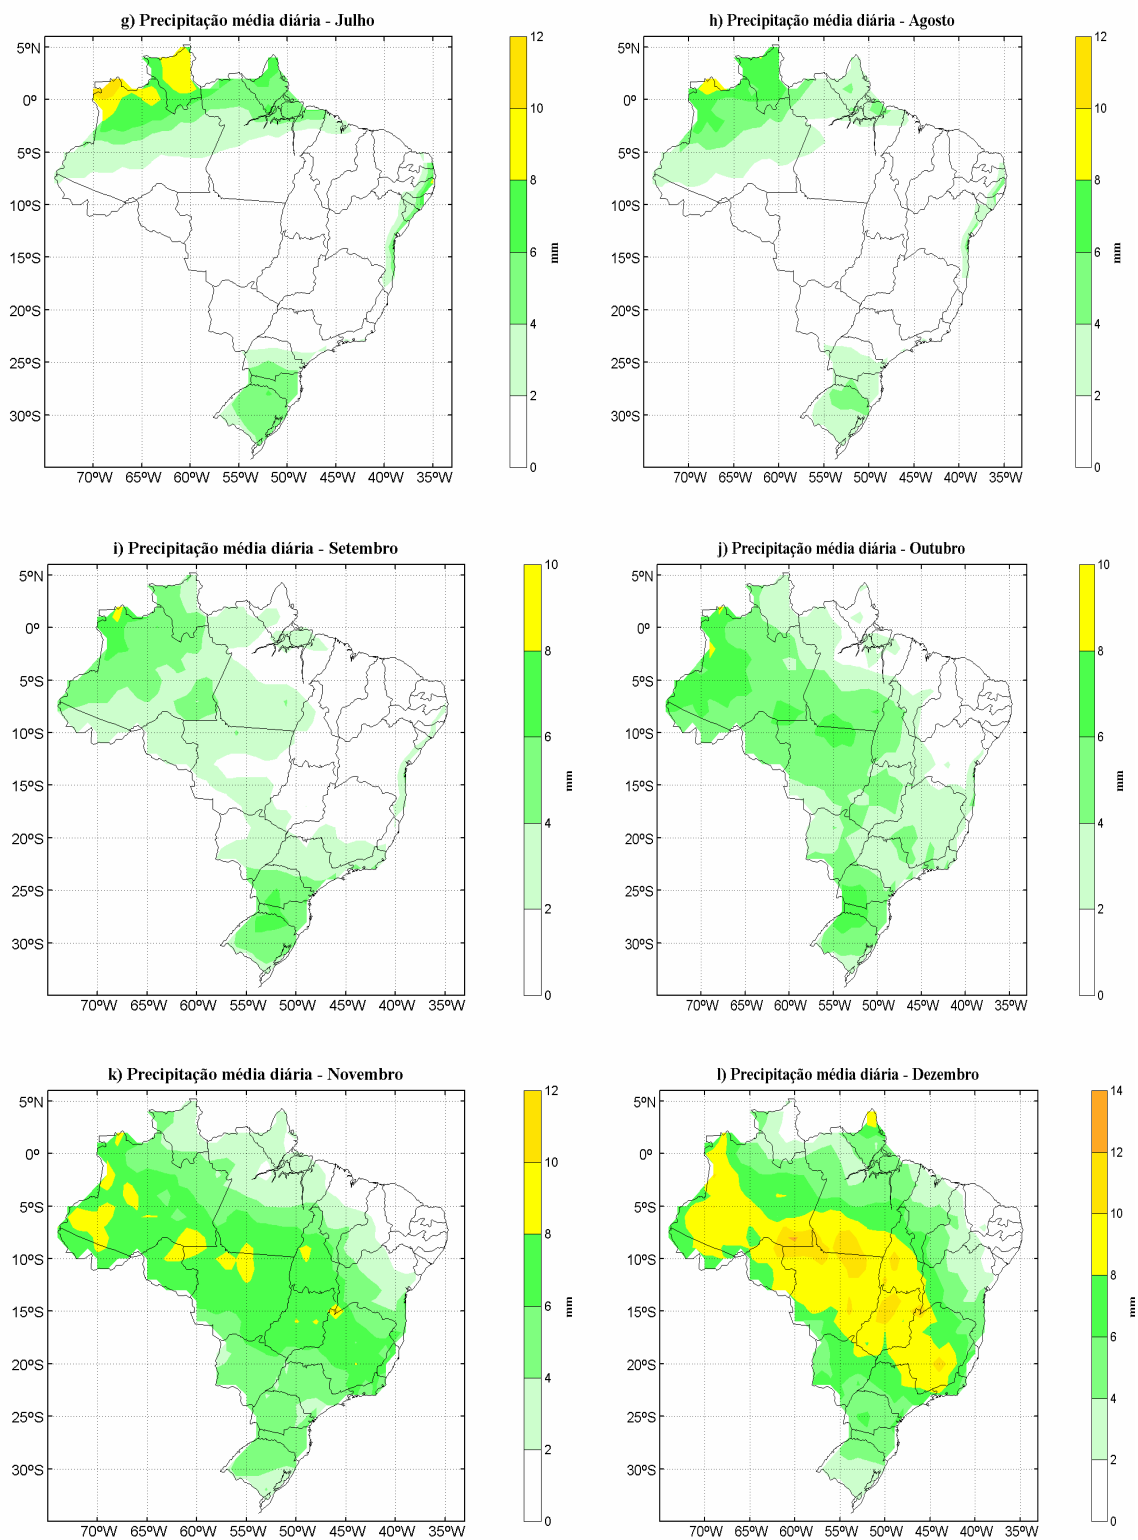 g) Precipitação média diária - Julho
5ºN
0º
5ºS
10ºS
15ºS
20ºS
25ºS
30ºS
70ºW 65ºW 60ºW 55ºW 50ºW 45ºW 40ºW 35ºW
12
10
8
6
4
2
0
mm
h) Precipitação média diária - Agosto
5ºN
0º
5ºS
10ºS
15ºS
20ºS
25ºS
30ºS
70ºW 65ºW 60ºW 55ºW 50ºW 45ºW 40ºW 35ºW
12
10
8
6
4
2
0
mm
i) Precipitação média diária - Setembro
5ºN
0º
5ºS
10ºS
15ºS
20ºS
25ºS
30ºS
70ºW 65ºW 60ºW 55ºW 50ºW 45ºW 40ºW 35ºW
10
8
6
4
2
0
mm
j) Precipitação média diária - Outubro
5ºN
0º
5ºS
10ºS
15ºS
20ºS
25ºS
30ºS
70ºW 65ºW 60ºW 55ºW 50ºW 45ºW 40ºW 35ºW
10
8
6
4
2
0
mm
k) Precipitação média diária - Novembro
5ºN
0º
5ºS
10ºS
15ºS
20ºS
25ºS
30ºS
70ºW 65ºW 60ºW 55ºW 50ºW 45ºW 40ºW 35ºW
12
10
8
6
4
2
0
mm
l) Precipitação média diária - Dezembro
5ºN
0º
5ºS
10ºS
15ºS
20ºS
25ºS
30ºS
70ºW 65ºW 60ºW 55ºW 50ºW 45ºW 40ºW 35ºW
14
12
10
8
6
4
2
0
mm